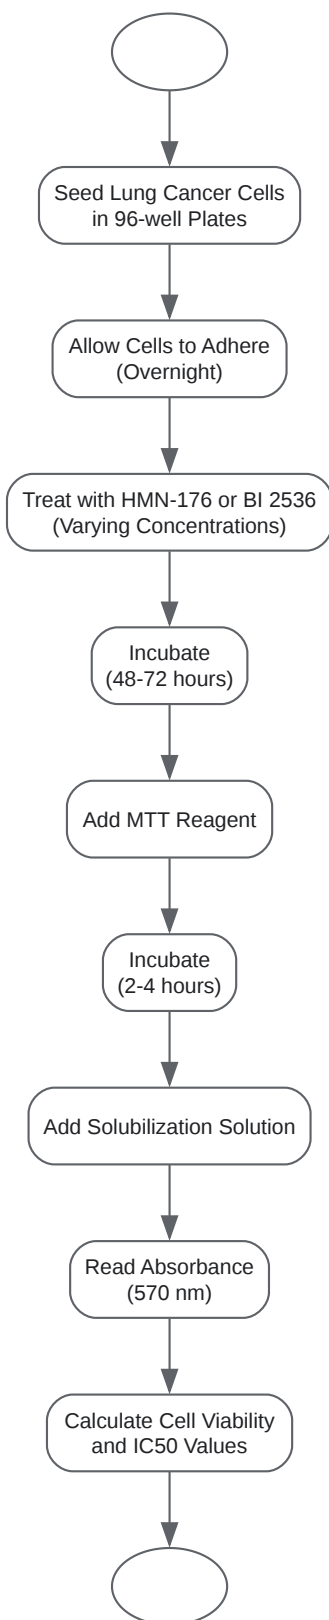 Seed Lung Cancer Cells
in 96-well Plates
Allow Cells to Adhere
(Overnight)
Treat with HMN-176 or BI 2536
(Varying Concentrations)
Incubate
(48-72 hours)
Add MTT Reagent
Incubate
(2-4 hours)
Add Solubilization Solution
Read Absorbance
(570 nm)
Calculate Cell Viability
and IC50 Values